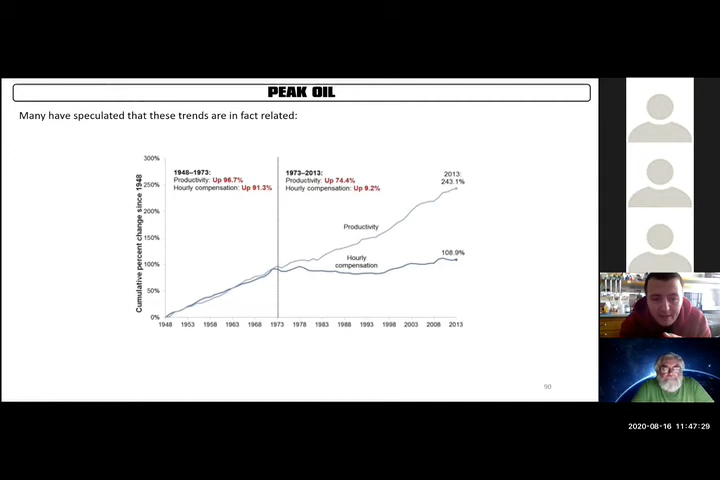 PEAK OIL
Many have speculated that these trends are in fact related:
Cumulative percent change since 1948
300%
250%
200%
150%
100%
50%
0%
1948–1973:
Productivity: Up 96.7%
Hourly compensation: Up 91.3%
1973–2013:
Productivity: Up 74.4%
Hourly compensation: Up 9.2%
2013:
243.1%
Productivity
Hourly
compensation
108.9%
1948 1953 1958 1963 1968 1973 1978 1983 1988 1993 1998 2003 2008 2013
90
2020-08-16 11:47:29